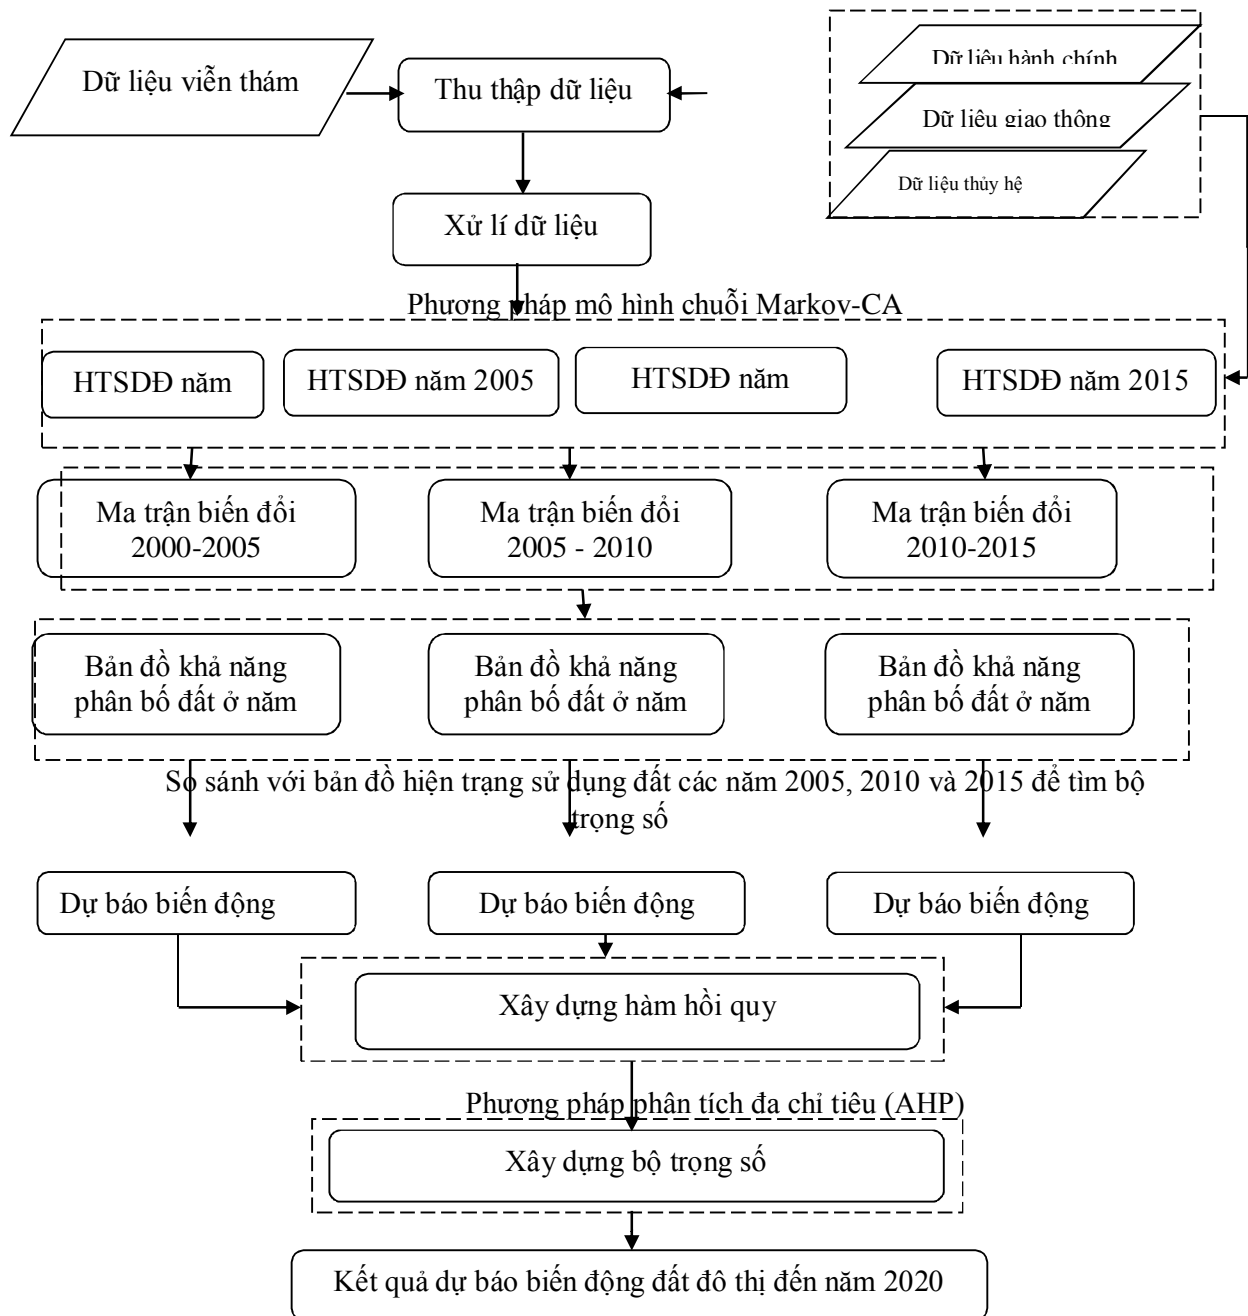 Dữ liệu viễn thám
Thu thập dữ liệu
Dữ liệu hành chính
Dữ liệu giao thông
Dữ liệu thủy hệ
Xử lí dữ liệu
Phương pháp mô hình chuỗi Markov-CA
HTSDĐ năm
HTSDĐ năm 2005
HTSDĐ năm
HTSDĐ năm 2015
Ma trận biến đổi
2000-2005
Ma trận biến đổi
2005 - 2010
Ma trận biến đổi
2010-2015
Bản đồ khả năng
phân bố đất ở năm
Bản đồ khả năng
phân bố đất ở năm
Bản đồ khả năng
phân bố đất ở năm
So sánh với bản đồ hiện trạng sử dụng đất các năm 2005, 2010 và 2015 để tìm bộ
trọng số
Dự báo biến động
Dự báo biến động
Dự báo biến động
Xây dựng hàm hồi quy
Phương pháp phân tích đa chỉ tiêu (AHP)
Xây dựng bộ trọng số
Kết quả dự báo biến động đất đô thị đến năm 2020